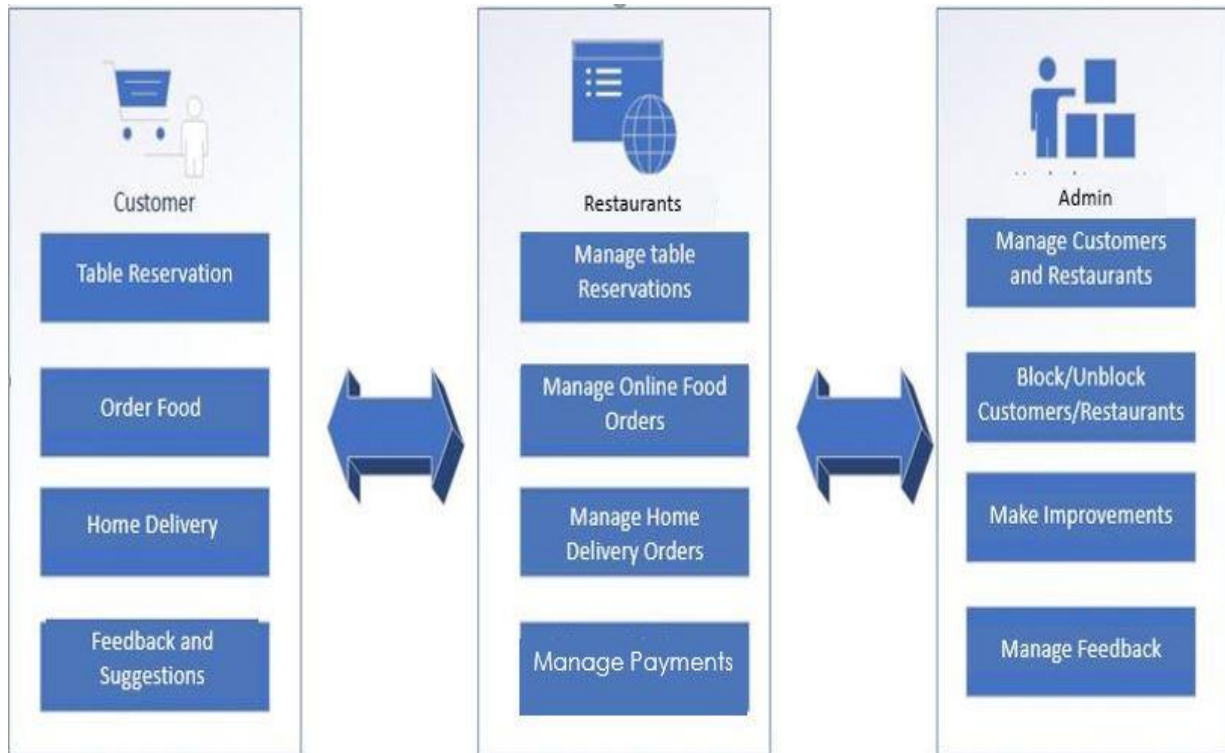 Customer
Table Reservation
Order Food
Home Delivery
Feedback and
Suggestions
Restaurants
Manage table
Reservations
Manage Online Food
Orders
Manage Home
Delivery Orders
Manage Payments
Admin
Manage Customers
and Restaurants
Block/Unblock
Customers/Restaurants
Make Improvements
Manage Feedback